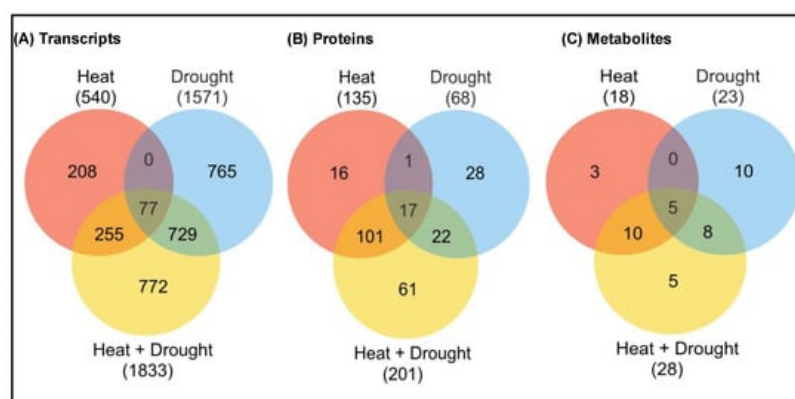 (A) Transcripts
(B) Proteins
(C) Metabolites
Heat
(540)
Drought
(1571)
208
0
765
77
255
729
772
Heat + Drought
(1833)
Heat
(135)
Drought
(68)
16
1
28
17
101
22
61
Heat + Drought
(201)
Heat
(18)
Drought
(23)
3
0
10
5
10
8
5
Heat + Drought
(28)